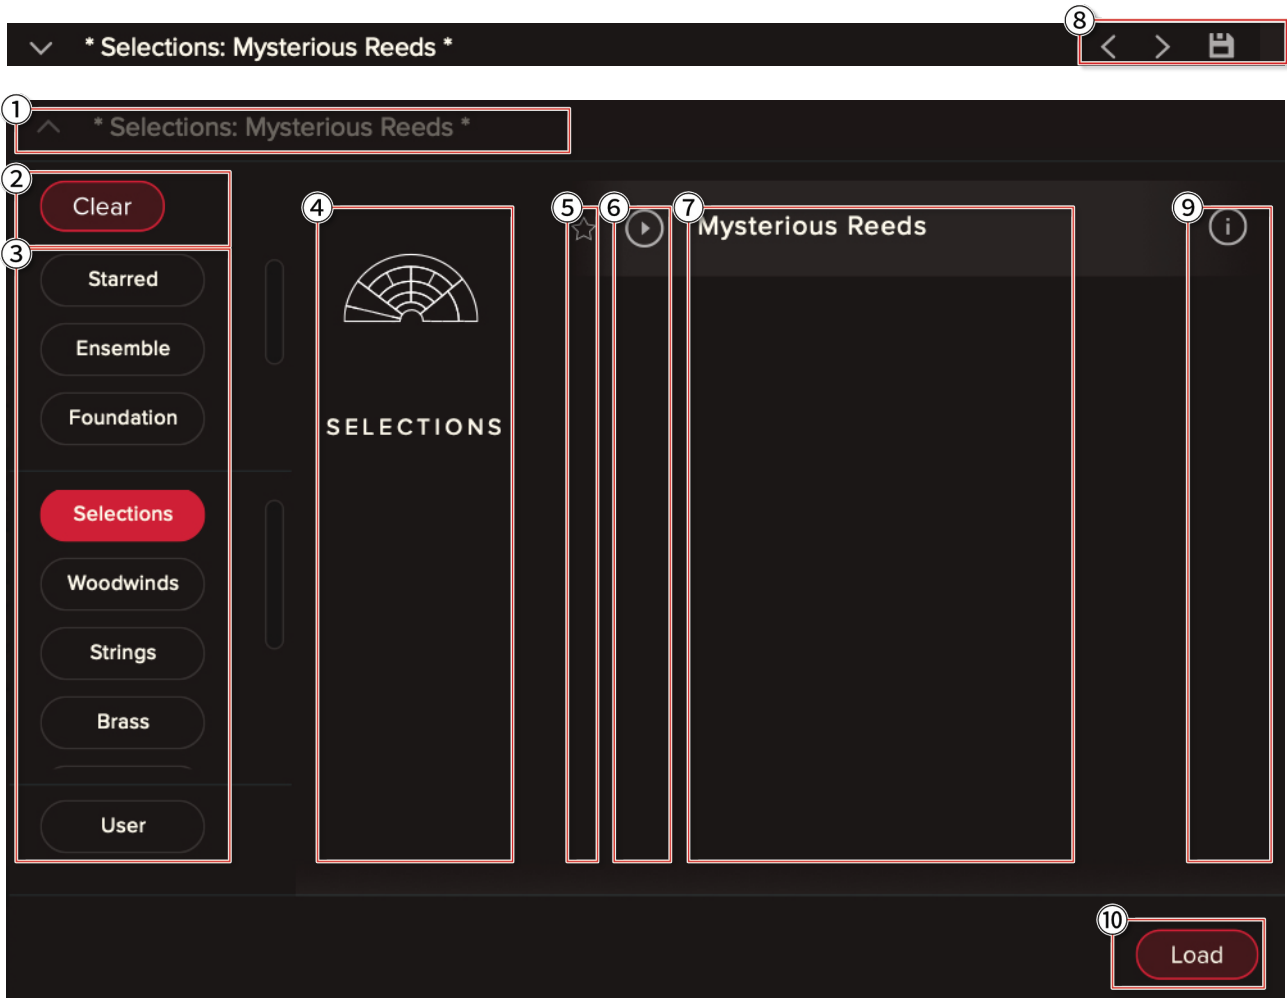 ⑧
* Selections: Mysterious Reeds *
①
* Selections: Mysterious Reeds *
②
Clear
③
Starred
Ensemble
Foundation
Selections
Woodwinds
Strings
Brass
User
④
SELECTIONS
⑤ ⑥ ⑦
Mysterious Reeds
⑨
i
⑩
Load